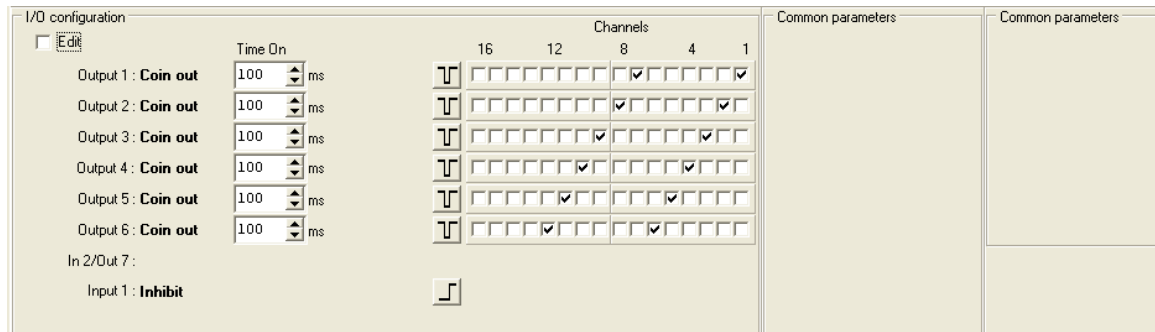 I/O configuration
Common parameters
Common parameters
Channels
Edit
Time On
16 12 8 4 1
Output 1 : Coin out 100 ms
Output 2 : Coin out 100 ms
Output 3 : Coin out 100 ms
Output 4 : Coin out 100 ms
Output 5 : Coin out 100 ms
Output 6 : Coin out 100 ms
In 2/Out 7 :
Input 1 : Inhibit